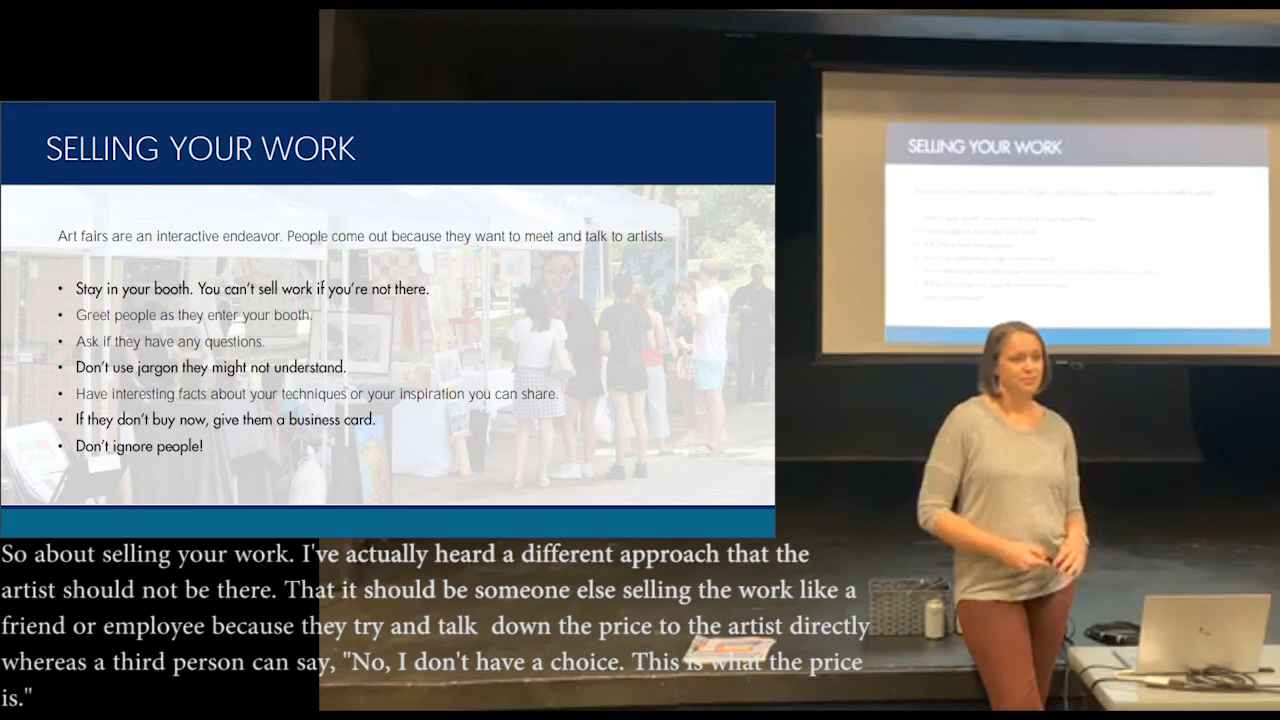 SELLING YOUR WORK
Art fairs are an interactive endeavor. People come out because they want to meet and talk to artists.
• Stay in your booth. You can't sell work if you're not there.
• Greet people as they enter your booth.
• Ask if they have any questions.
• Don't use jargon they might not understand.
• Have interesting facts about your techniques or your inspiration you can share.
• If they don't buy now, give them a business card.
• Don't ignore people!
SELLING YOUR WORK
So about selling your work. I've actually heard a different approach that the
artist should not be there. That it should be someone else selling the work like a
friend or employee because they try and talk down the price to the artist directly
whereas a third person can say, "No, I don't have a choice. This is what the price
is."